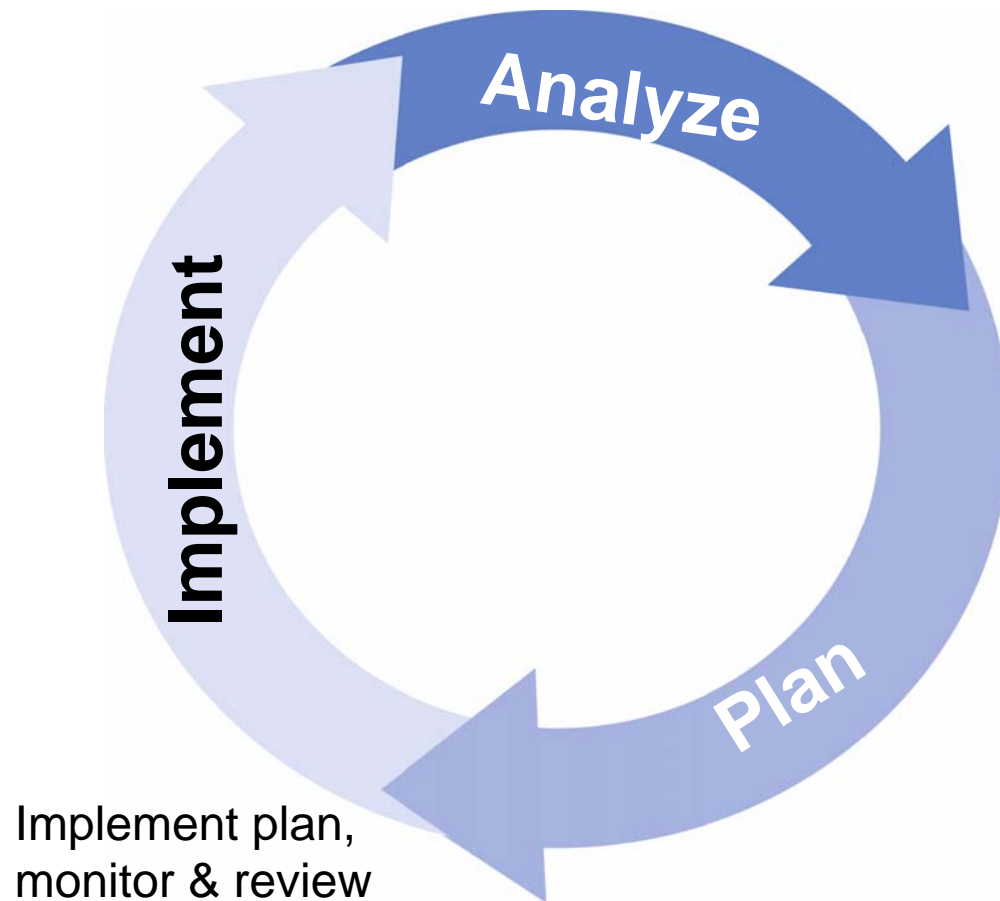 Analyze
Implement
Plan
Implement plan,
monitor & review